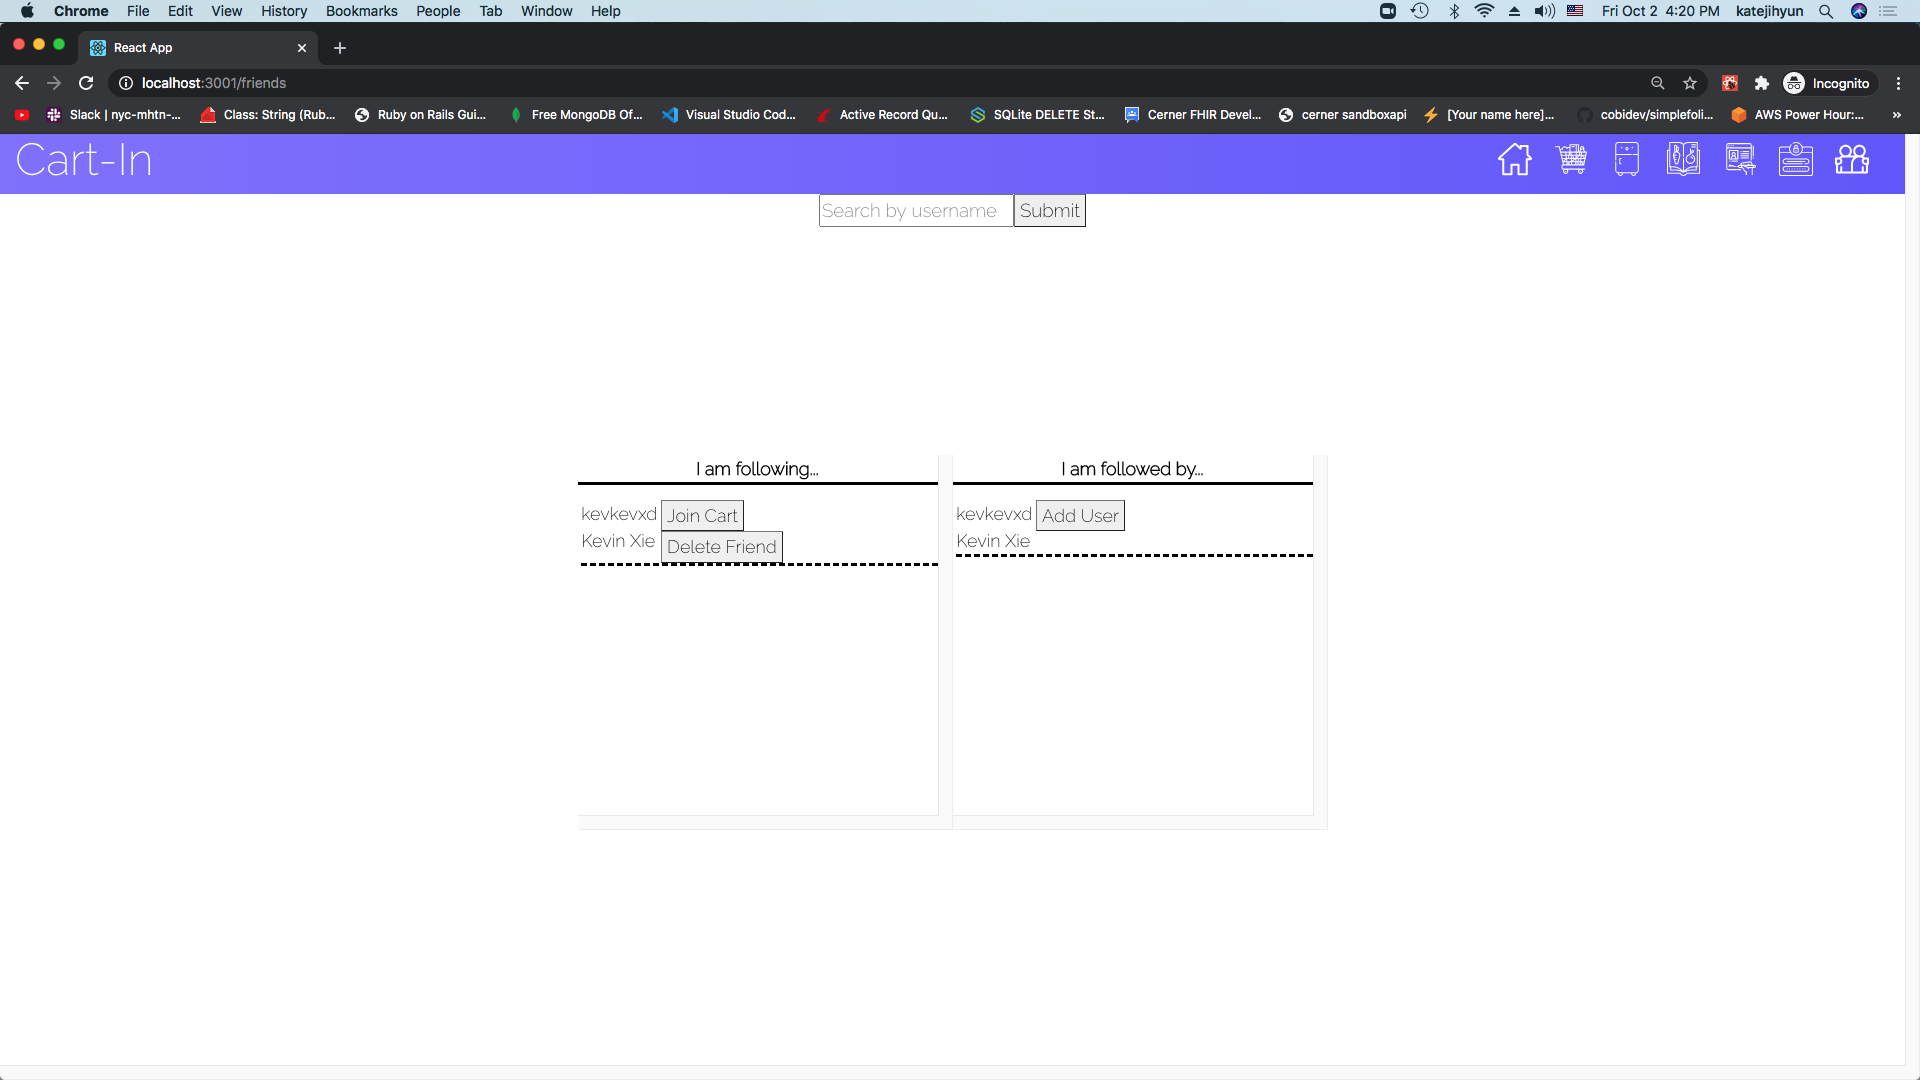 Chrome File Edit View History Bookmarks People Tab Window Help Fri Oct 2 4:20 PM katejihyun
React App
localhost:3001/friends Incognito
Slack | nyc-mhtn-... Class: String (Rub... Ruby on Rails Gui... Free MongoDB Of... Visual Studio Cod... Active Record Qu... SQLite DELETE St... Cerner FHIR Devel... cerner sandboxapi [Your name here]... cobidev/simplefoli... AWS Power Hour:... »
Cart-In
Search by username Submit
I am following...
kevkevxd Join Cart
Kevin Xie Delete Friend
I am followed by...
kevkevxd Add User
Kevin Xie